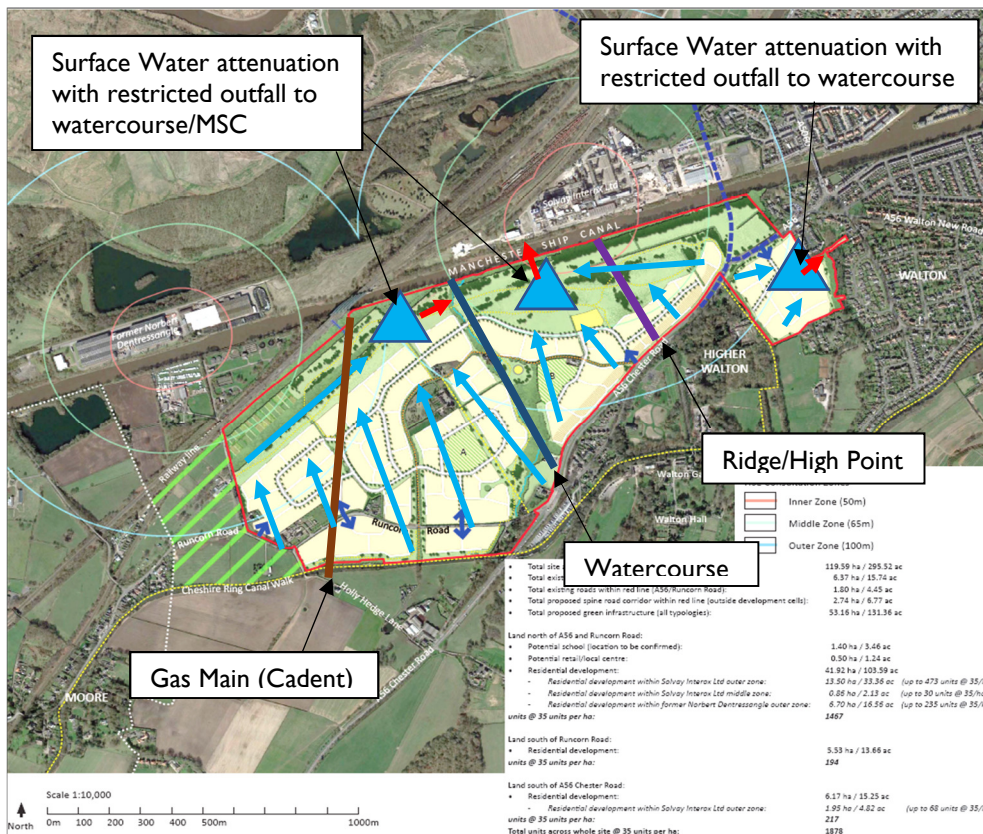 Surface Water attenuation
with restricted outfall to
watercourse/MSC
Surface Water attenuation with
restricted outfall to watercourse
Solvay Interox Ltd
MANCHESTER SHIP CANAL
A56
A56 Walton New Road
WALTON
Former Norbert
Dentressangle
HIGHER
WALTON
A56 Chester Road
Railway line
B
A
Ridge/High Point
Runcorn Road
Runcorn
Road
Walton Ga
Walton Hall
Cheshire Ring Canal Walk
Holly Hedge Lane
Watercourse
Inner Zone (50m)
Middle Zone (65m)
Outer Zone (100m)
Gas Main (Cadent)
A56 Chester Road
MOORE
• Total site 119.59 ha / 295.52 ac
• Total exist 6.37 ha / 15.74 ac
• Total existing roads within red line (A56/Runcorn Road): 1.80 ha / 4.45 ac
• Total proposed spine road corridor within red line (outside development cells): 2.74 ha / 6.77 ac
• Total proposed green infrastructure (all typologies): 53.16 ha / 131.36 ac
Land north of A56 and Runcorn Road:
• Potential school (location to be confirmed): 1.40 ha / 3.46 ac
• Potential retail/local centre: 0.50 ha / 1.24 ac
• Residential development: 41.92 ha / 103.59 ac
- Residential development within Solvay Interox Ltd outer zone: 13.50 ha / 33.36 ac (up to 473 units @ 35/
- Residential development within Solvay Interox Ltd middle zone: 0.86 ha / 2.13 ac (up to 30 units @ 35/h
- Residential development within former Norbert Dentressangle outer zone: 6.70 ha / 16.56 ac (up to 235 units @ 35/
units @ 35 units per ha: 1467
Land south of Runcorn Road:
• Residential development: 5.53 ha / 13.66 ac
units @ 35 units per ha: 194
Land south of A56 Chester Road:
• Residential development: 6.17 ha / 15.25 ac
- Residential development within Solvay Interox Ltd outer zone: 1.95 ha / 4.82 ac (up to 68 units @ 35/
units @ 35 units per ha: 217
Total units across whole site @ 35 units per ha: 1878
Scale 1:10,000
North
0m 100 200 300 400 500m 1000m